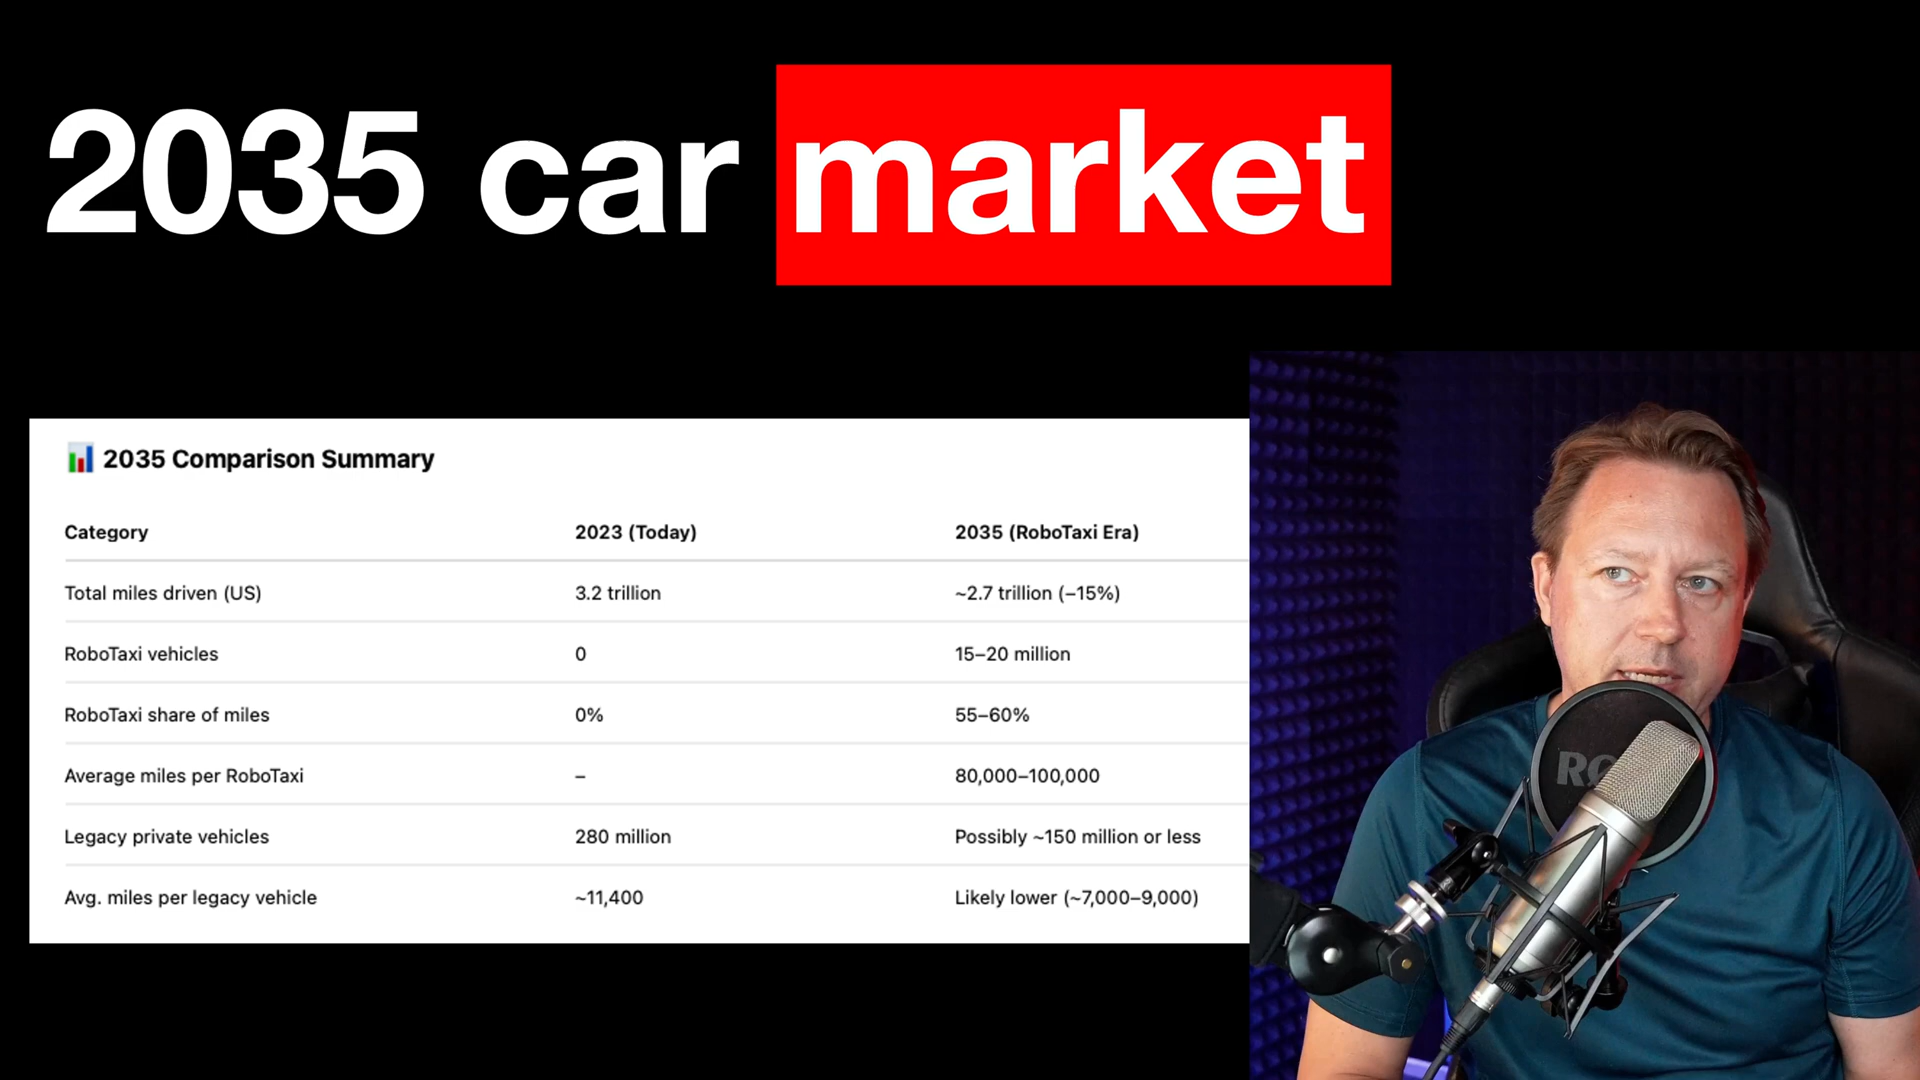 2035 car market
📊 2035 Comparison Summary
Category 2023 (Today) 2035 (RoboTaxi Era)
Total miles driven (US) 3.2 trillion ~2.7 trillion (–15%)
RoboTaxi vehicles 0 15–20 million
RoboTaxi share of miles 0% 55–60%
Average miles per RoboTaxi – 80,000–100,000
Legacy private vehicles 280 million Possibly ~150 million or less
Avg. miles per legacy vehicle ~11,400 Likely lower (~7,000–9,000)